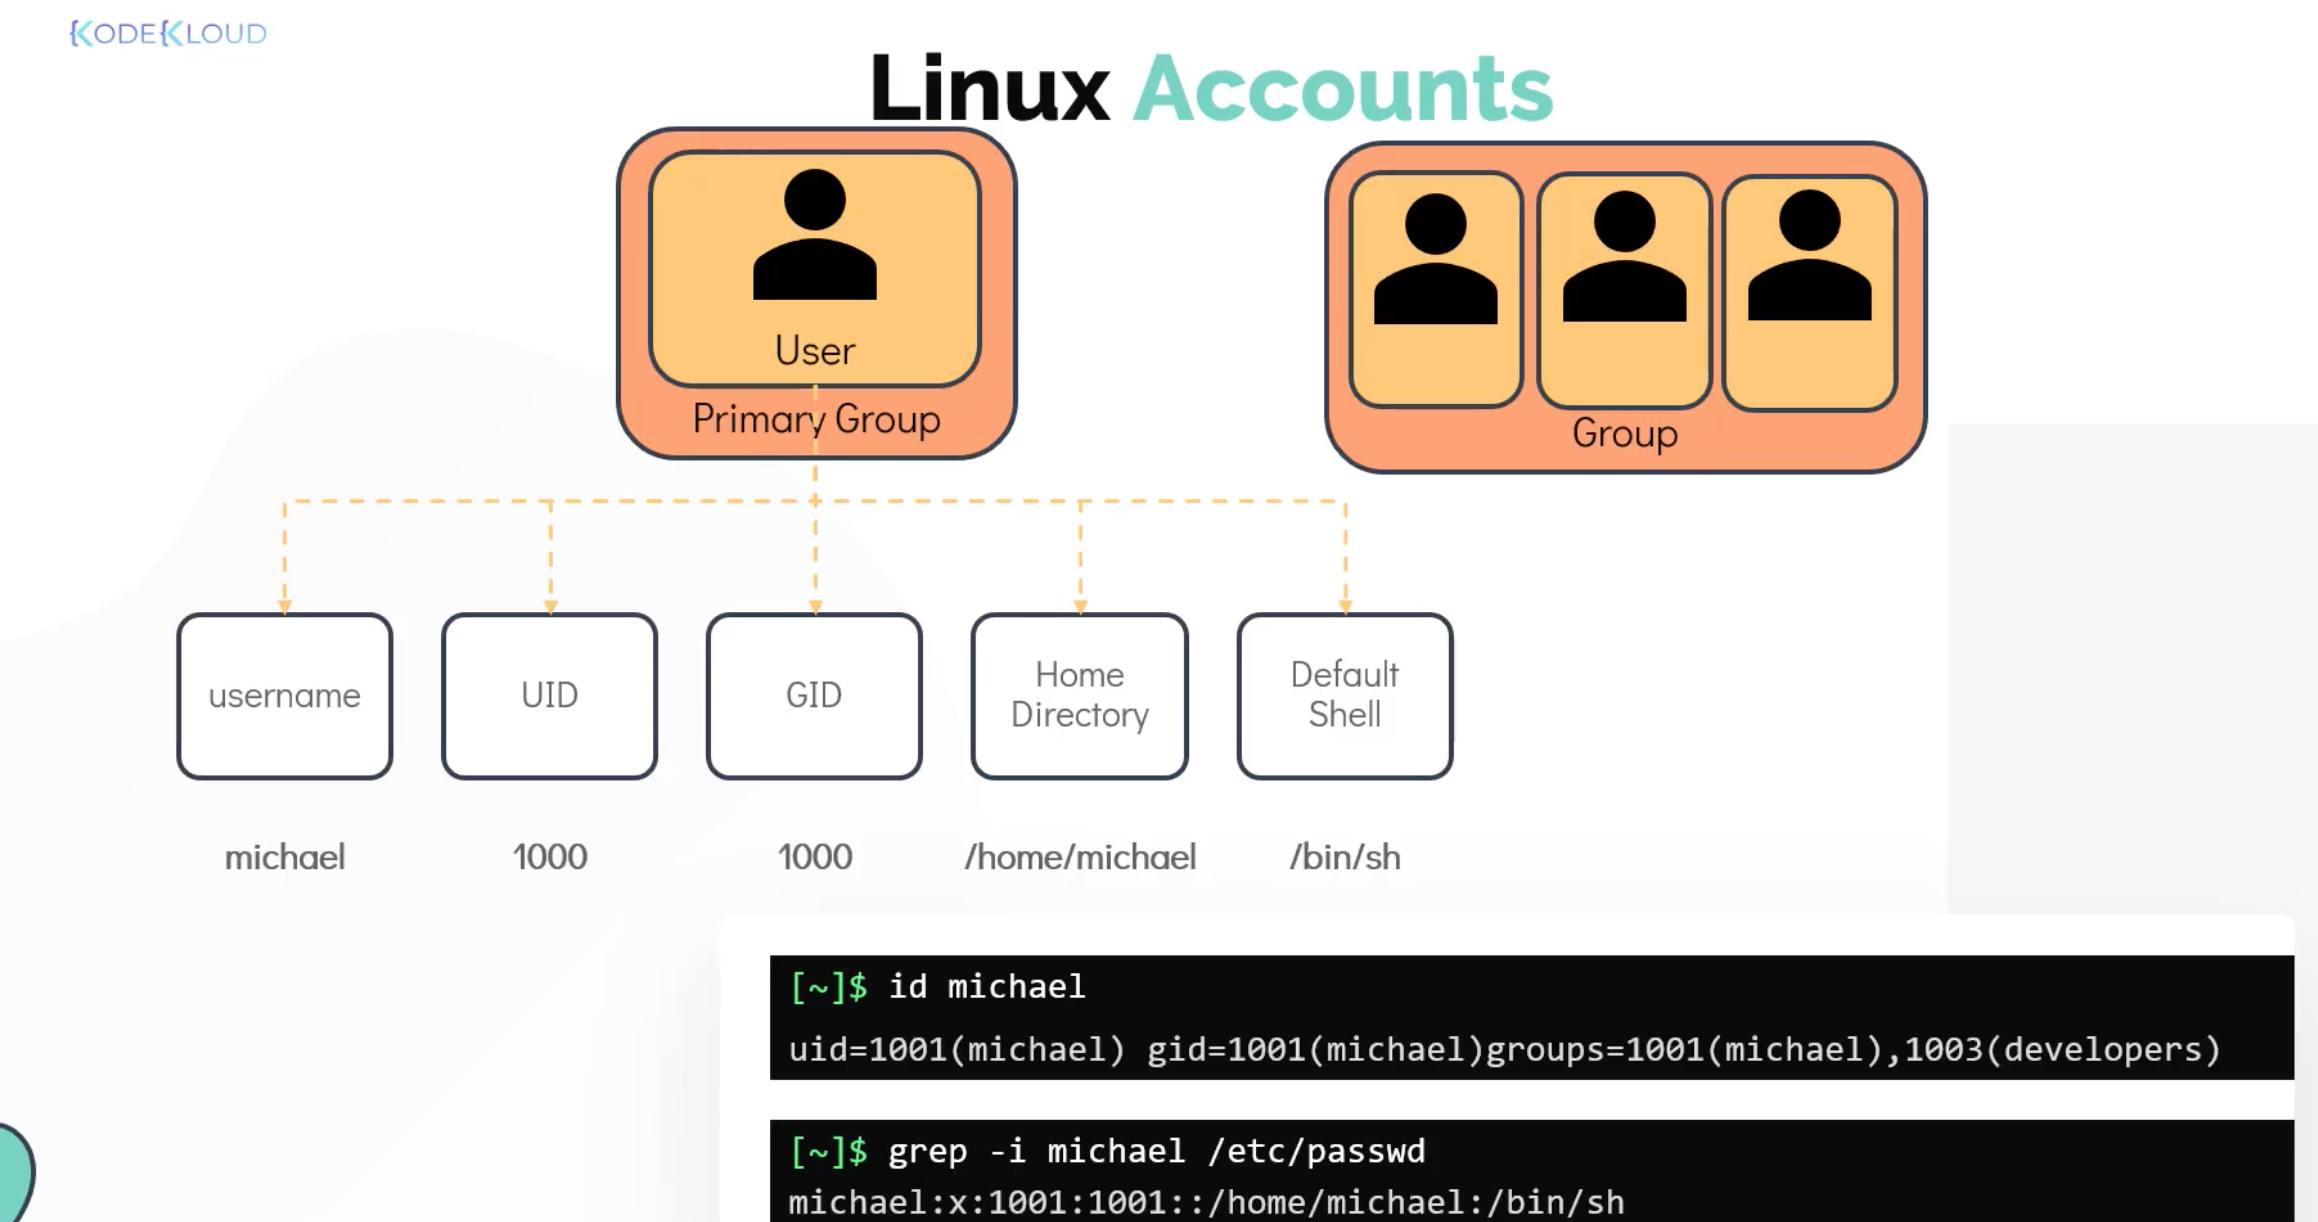 KODEKLOUD
Linux Accounts
User
Primary Group
Group
username
UID
GID
Home
Directory
Default
Shell
michael
1000
1000
/home/michael
/bin/sh
[~]$ id michael
uid=1001(michael) gid=1001(michael)groups=1001(michael),1003(developers)
[~]$ grep -i michael /etc/passwd
michael:x:1001:1001::/home/michael:/bin/sh